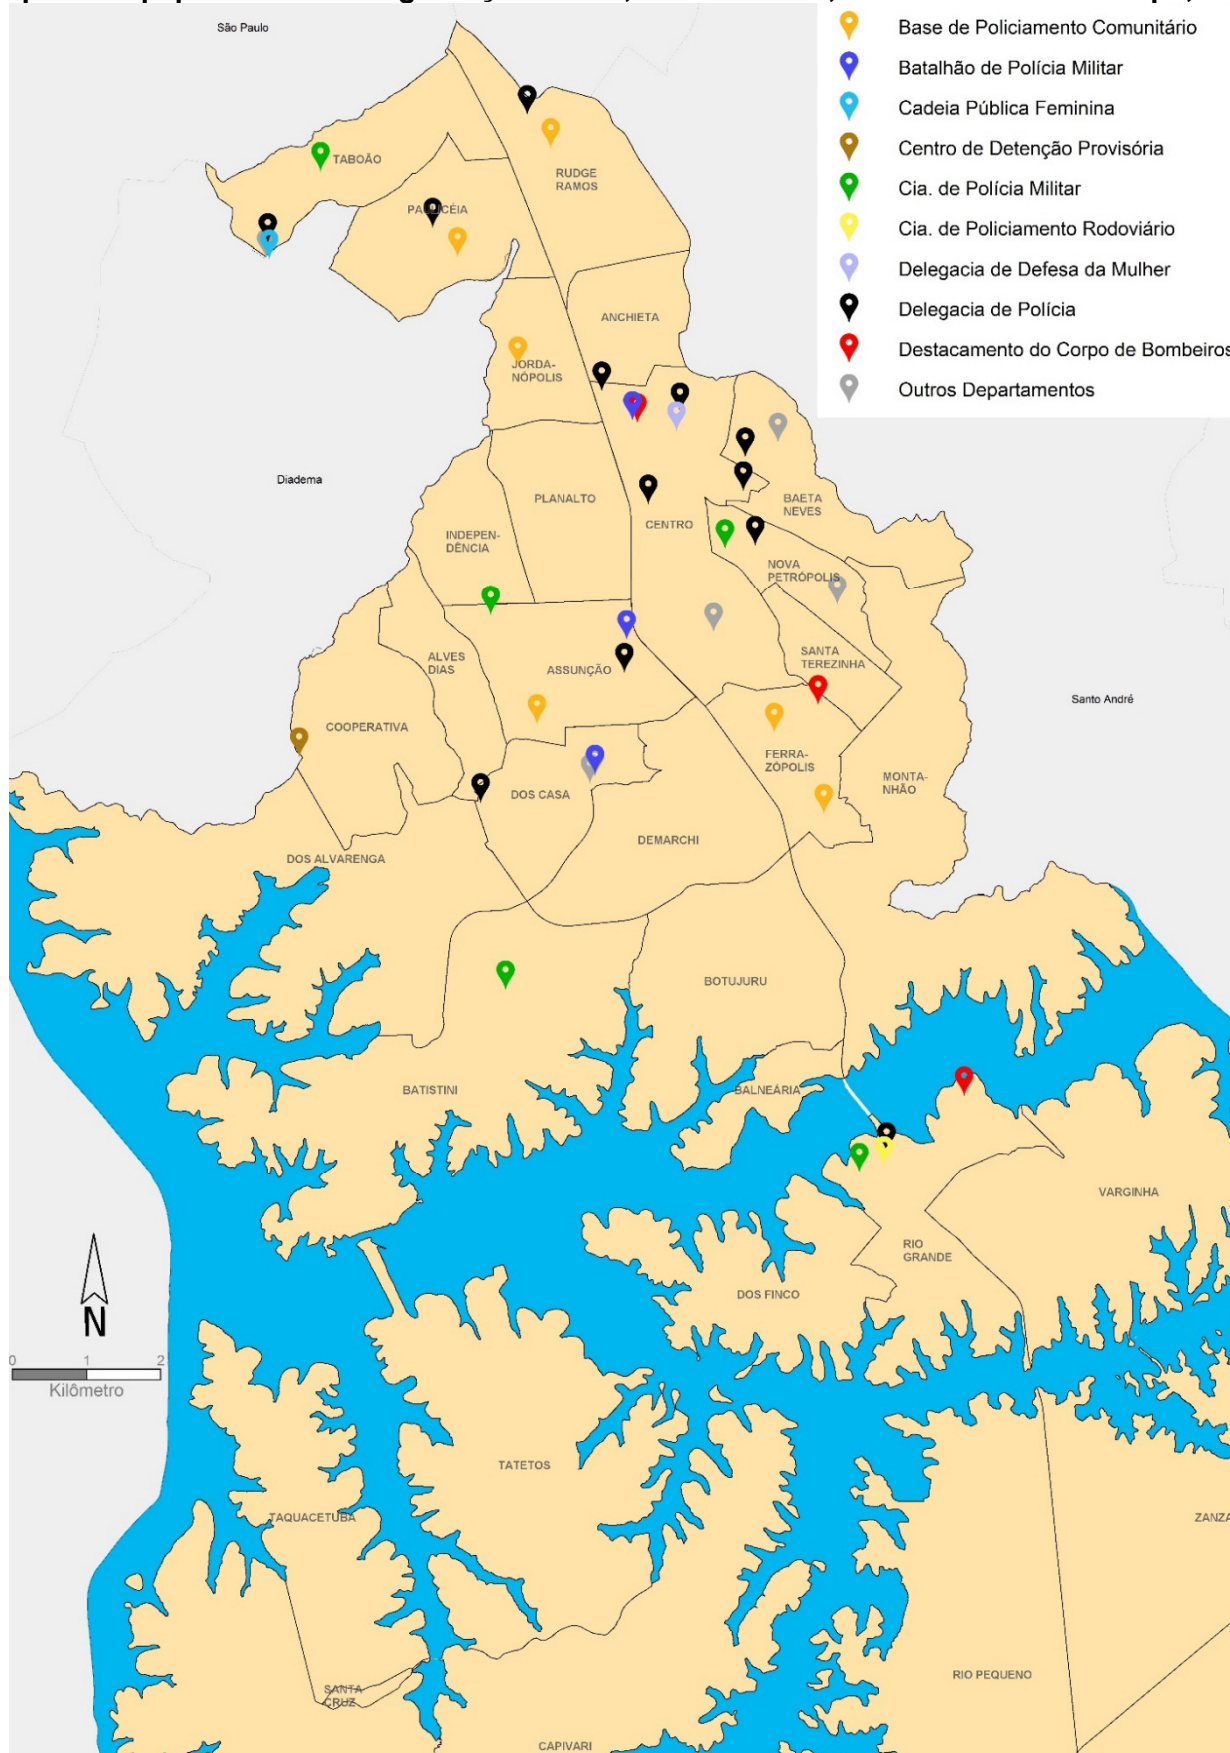 São Paulo
Base de Policiamento Comunitário
Batalhão de Polícia Militar
Cadeia Pública Feminina
Centro de Detenção Provisória
Cia. de Polícia Militar
Cia. de Policiamento Rodoviário
Delegacia de Defesa da Mulher
Delegacia de Polícia
Destacamento do Corpo de Bombeiros
Outros Departamentos
TABOÃO
RUDGE
RAMOS
PAULICÉIA
ANCHIETA
JORDA-
NÓPOLIS
Diadema
PLANALTO
BAETA
NEVES
CENTRO
INDEPEN-
DÊNCIA
NOVA
PETRÓPOLIS
ALVES
DIAS
ASSUNÇÃO
SANTA
TEREZINHA
Santo André
COOPERATIVA
FERRA-
ZÓPOLIS
MONTA-
NHÃO
DOS CASA
DEMARCHI
DOS ALVARENGA
BOTUJURU
BATISTINI
BALNEÁRIA
VARGINHA
RIO
GRANDE
DOS FINCO
N
0 1 2
Kilômetro
TATETOS
TAQUACETUBA
ZANZA
RIO PEQUENO
SANTA
CRUZ
CAPIVARI